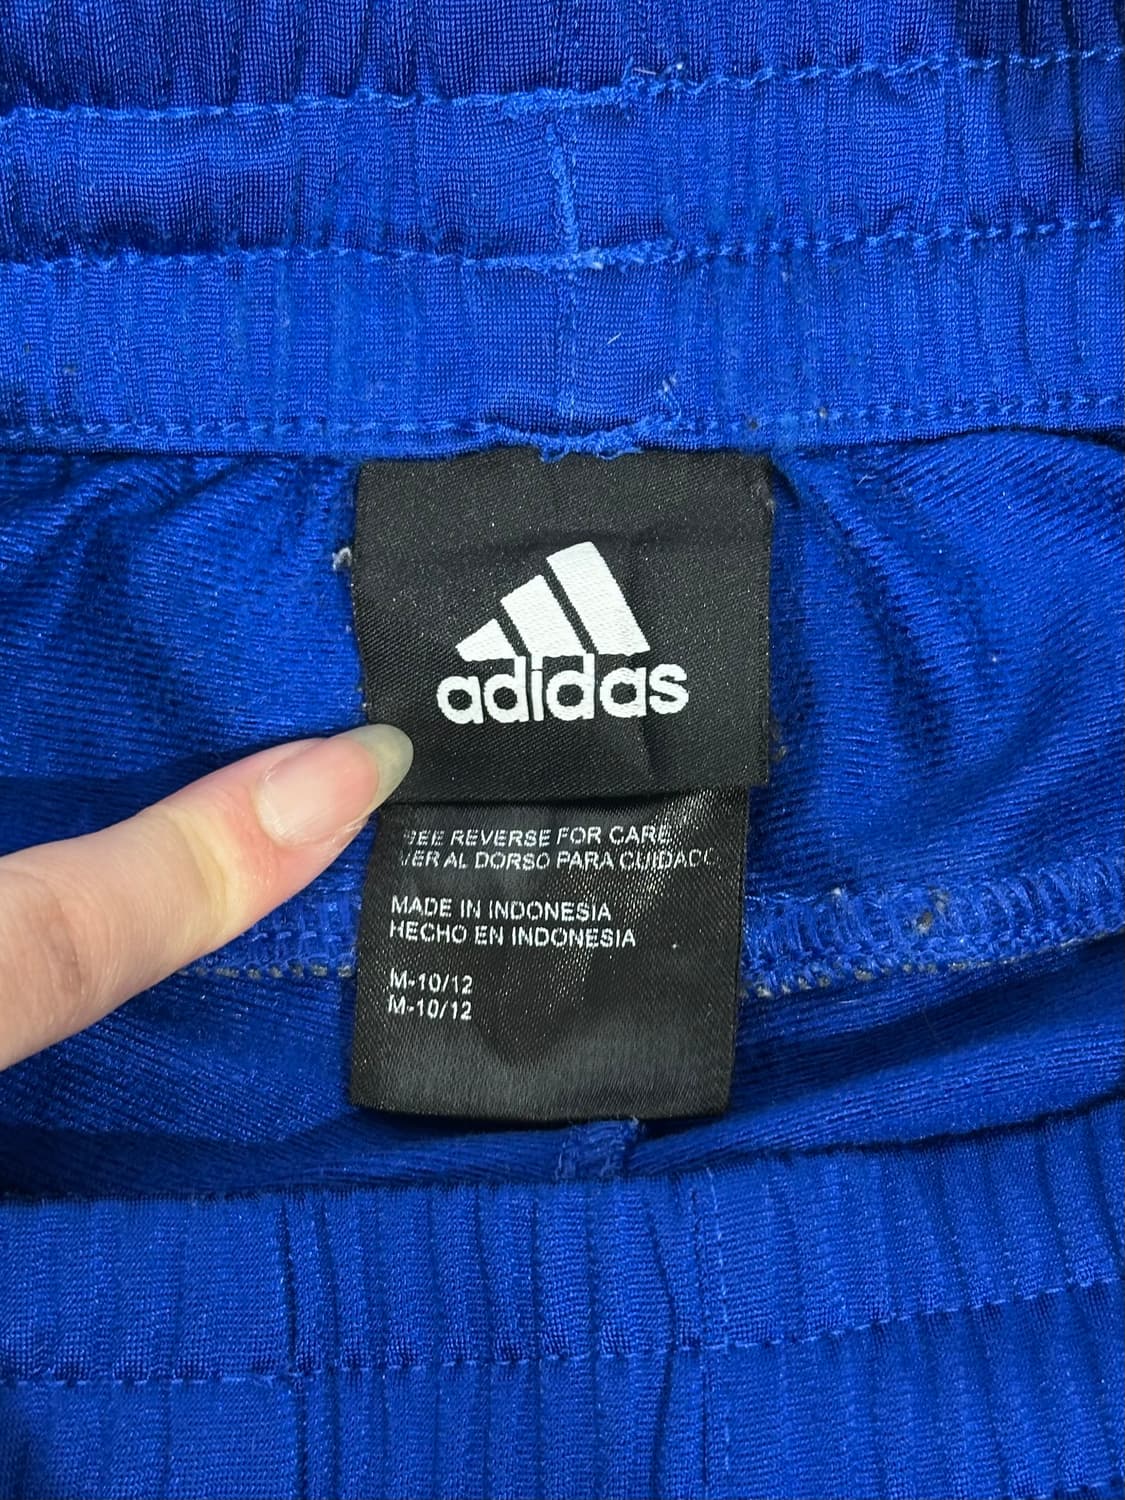 adidas
SEE REVERSE FOR CARE
VER AL DORSO PARA CUIDADO
MADE IN INDONESIA
HECHO EN INDONESIA
M-10/12
M-10/12